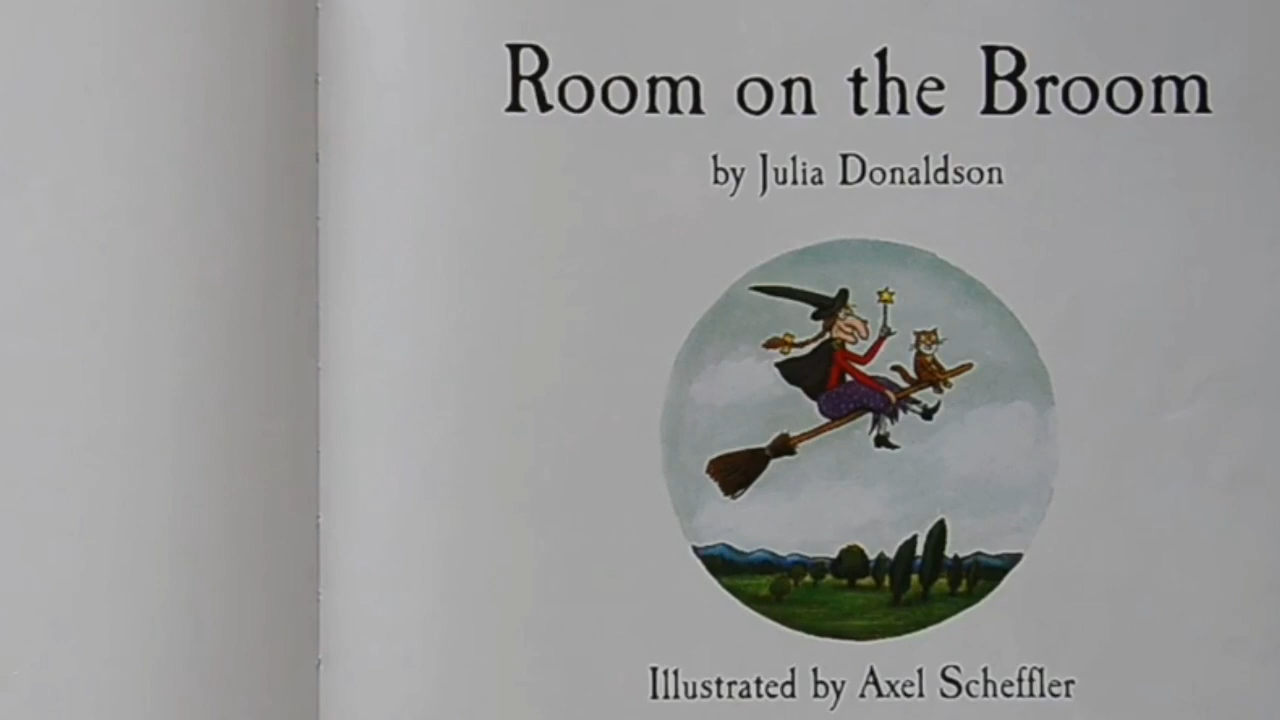 Room on the Broom
by Julia Donaldson
Illustrated by Axel Scheffler